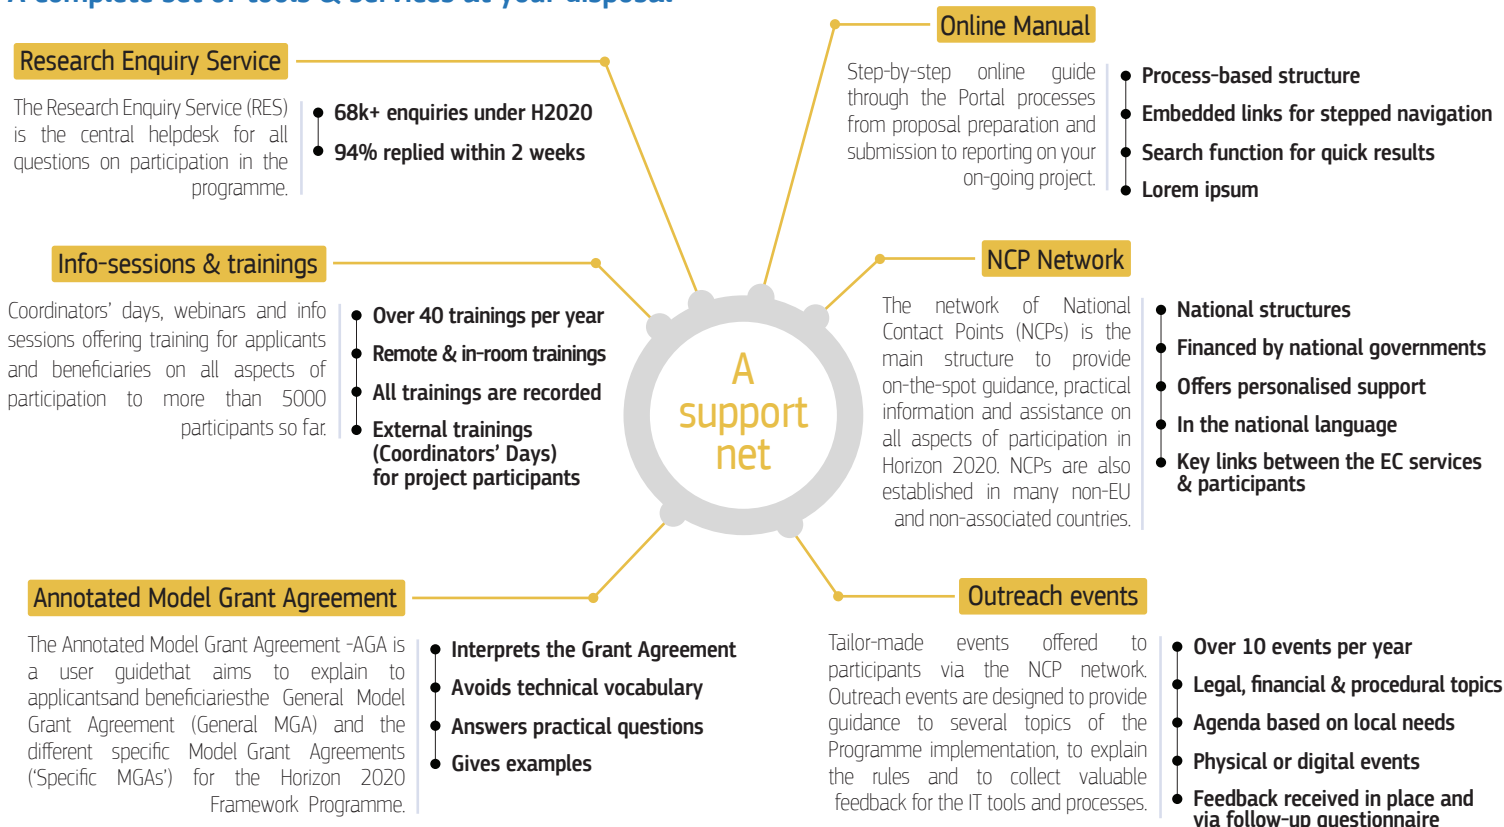 A complete set of tools & services at your disposal
Research Enquiry Service
The Research Enquiry Service (RES)
is the central helpdesk for all
questions on participation in the
programme.
68k+ enquiries under H2020
94% replied within 2 weeks
Info-sessions & trainings
Coordinators’ days, webinars and info
sessions offering training for applicants
and beneficiaries on all aspects of
participation to more than 5000
participants so far.
Over 40 trainings per year
Remote & in-room trainings
All trainings are recorded
External trainings
(Coordinators’ Days)
for project participants
Annotated Model Grant Agreement
The Annotated Model Grant Agreement -AGA is
a user guidethat aims to explain to
applicantsand beneficiariesthe General Model
Grant Agreement (General MGA) and the
different specific Model Grant Agreements
(‘Specific MGAs’) for the Horizon 2020
Framework Programme.
Interprets the Grant Agreement
Avoids technical vocabulary
Answers practical questions
Gives examples
A
support
net
Online Manual
Step-by-step online guide
through the Portal processes
from proposal preparation and
submission to reporting on your
on-going project.
Process-based structure
Embedded links for stepped navigation
Search function for quick results
Lorem ipsum
NCP Network
The network of National
Contact Points (NCPs) is the
main structure to provide
on-the-spot guidance, practical
information and assistance on
all aspects of participation in
Horizon 2020. NCPs are also
established in many non-EU
and non-associated countries.
National structures
Financed by national governments
Offers personalised support
In the national language
Key links between the EC services
& participants
Outreach events
Tailor-made events offered to
participants via the NCP network.
Outreach events are designed to provide
guidance to several topics of the
Programme implementation, to explain
the rules and to collect valuable
feedback for the IT tools and processes.
Over 10 events per year
Legal, financial & procedural topics
Agenda based on local needs
Physical or digital events
Feedback received in place and
via follow-up questionnaire